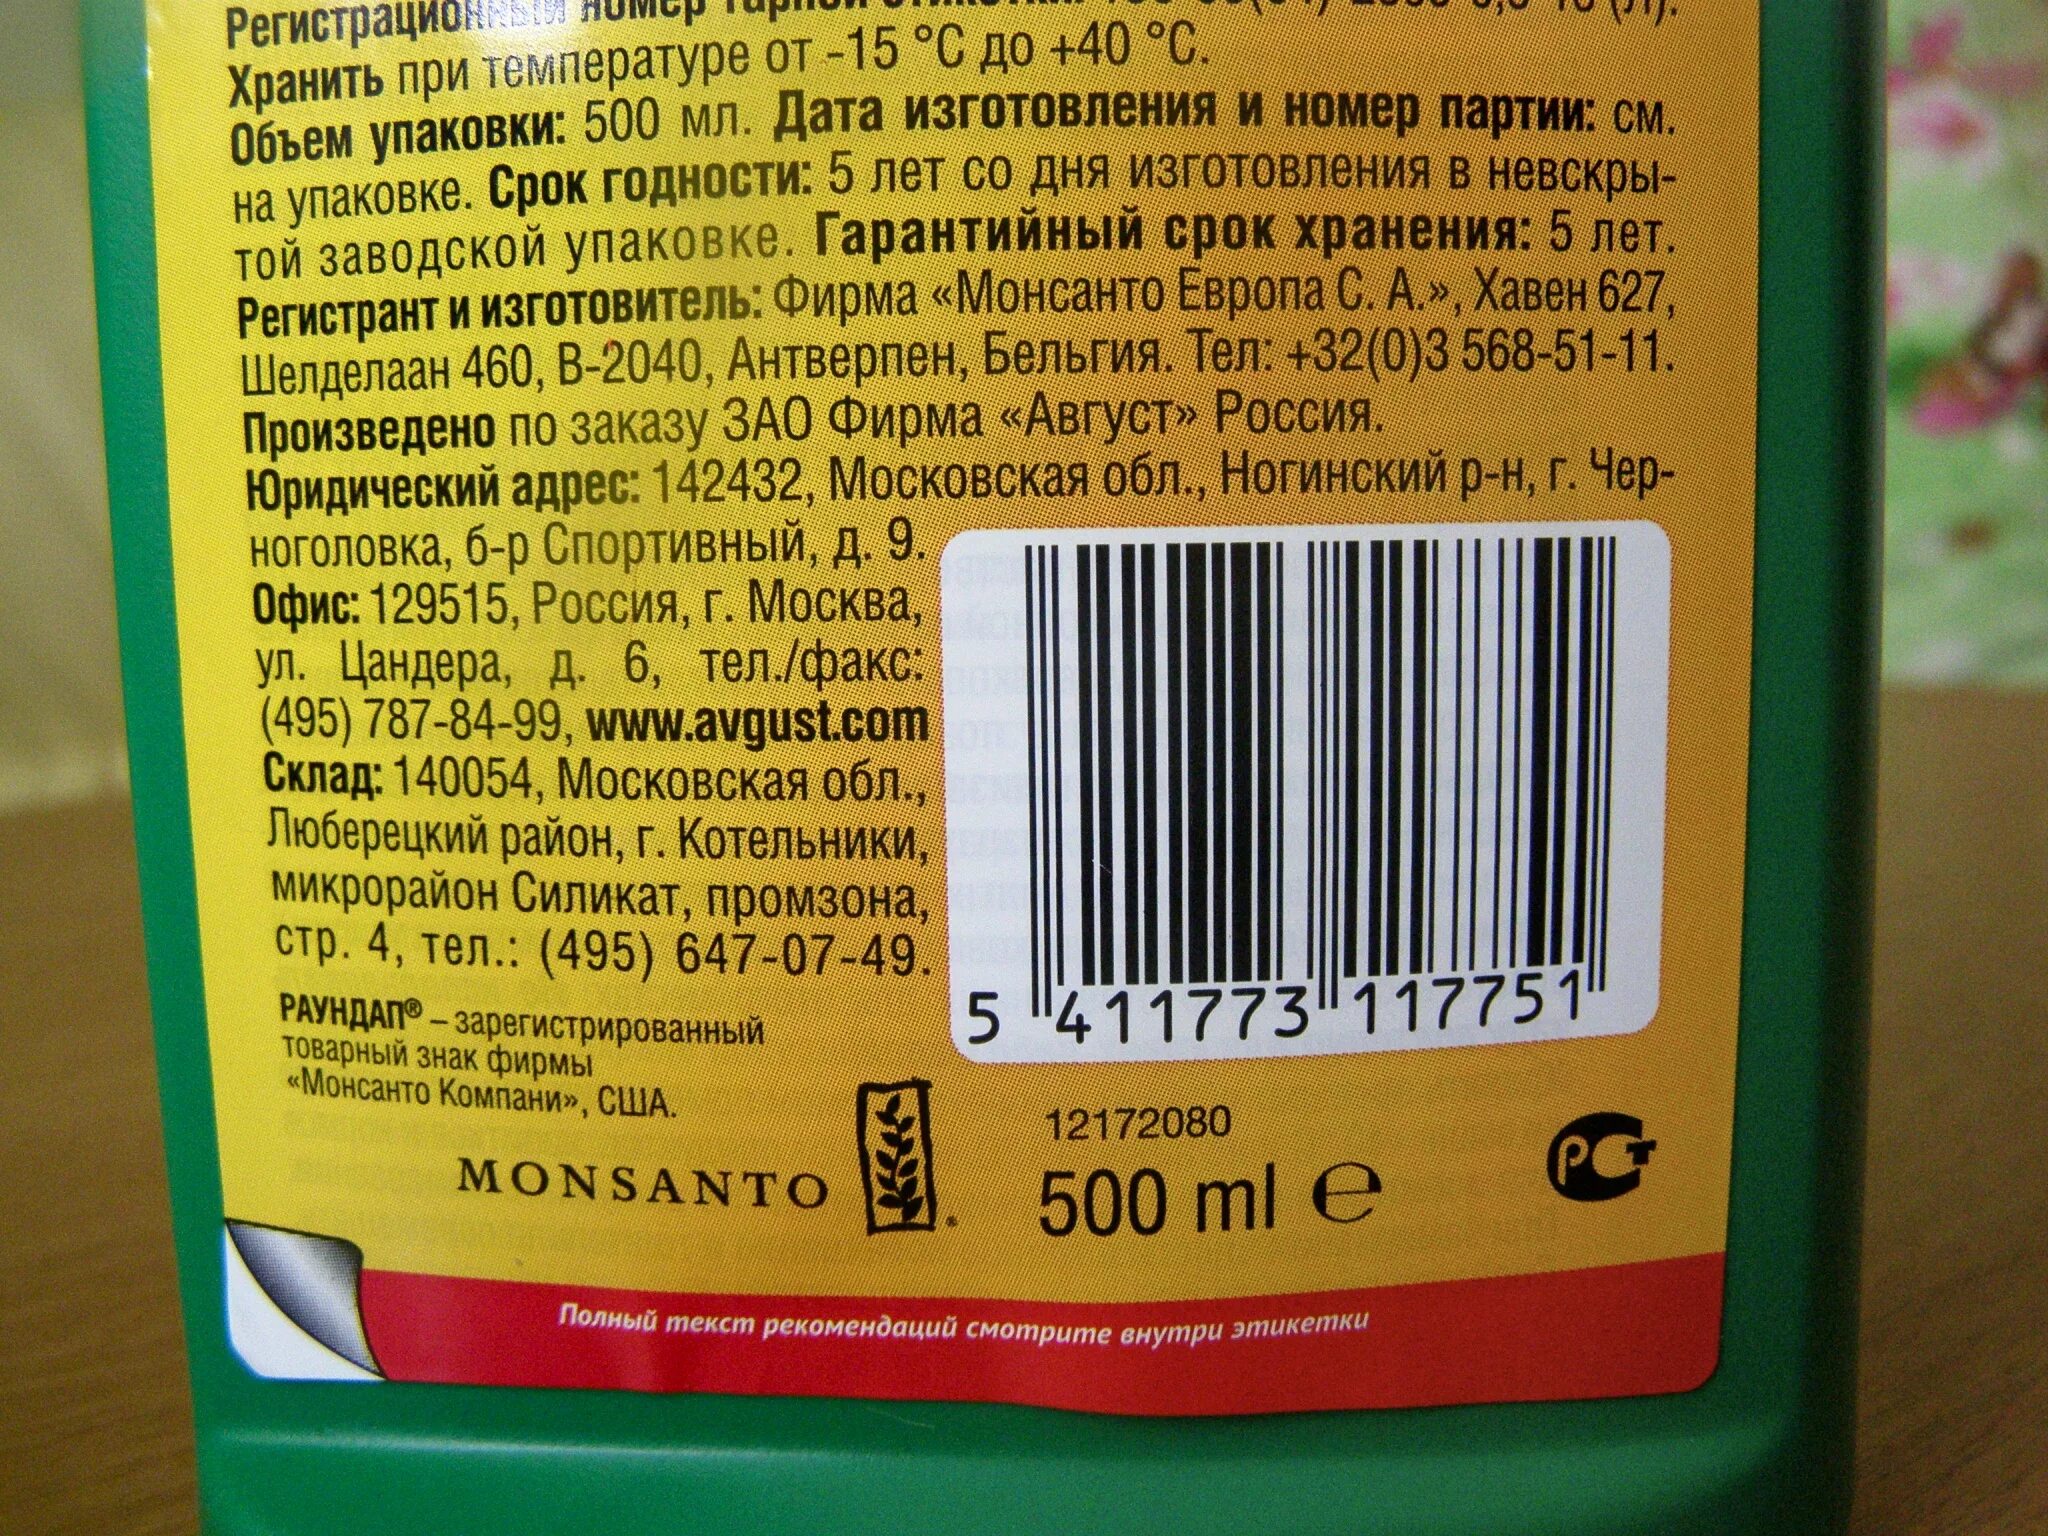 Регистрационный номер тарной этикетки:
Хранить при температуре от -15 °С до +40 °С.
Объем упаковки: 500 мл. Дата изготовления и номер партии: см.
на упаковке. Срок годности: 5 лет со дня изготовления в невскры-
той заводской упаковке. Гарантийный срок хранения: 5 лет.
Регистрант и изготовитель: Фирма «Монсанто Европа С. А.», Хавен 627,
Шелделаан 460, В-2040, Антверпен, Бельгия. Тел: +32(0)3 568-51-11.
Произведено по заказу ЗАО Фирма «Август» Россия.
Юридический адрес: 142432, Московская обл., Ногинский р-н, г. Чер-
ноголовка, б-р Спортивный, д. 9.
Офис: 129515, Россия, г. Москва,
ул. Цандера, д. 6, тел./факс:
(495) 787-84-99, www.avgust.com
Склад: 140054, Московская обл.,
Люберецкий район, г. Котельники,
микрорайон Силикат, промзона,
стр. 4, тел.: (495) 647-07-49.
5 411773 117751
РАУНДАП® – зарегистрированный
товарный знак фирмы
«Монсанто Компани», США.
MONSANTO
12172080
500 ml ℮
РСТ
Полный текст рекомендаций смотрите внутри этикетки